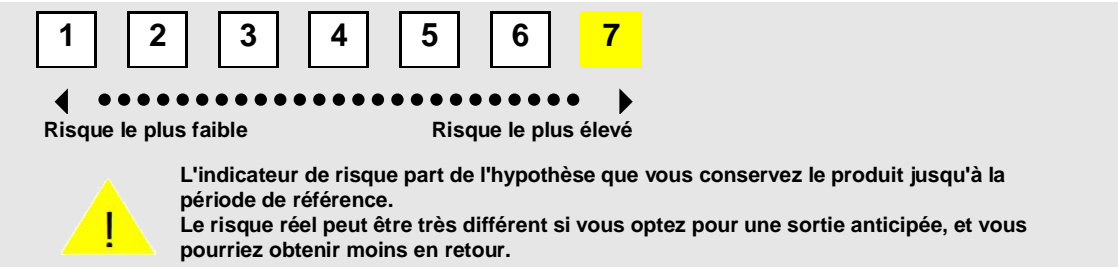 1 2 3 4 5 6 7
Risque le plus faible Risque le plus élevé
L'indicateur de risque part de l'hypothèse que vous conservez le produit jusqu'à la
période de référence.
Le risque réel peut être très différent si vous optez pour une sortie anticipée, et vous
pourriez obtenir moins en retour.
!